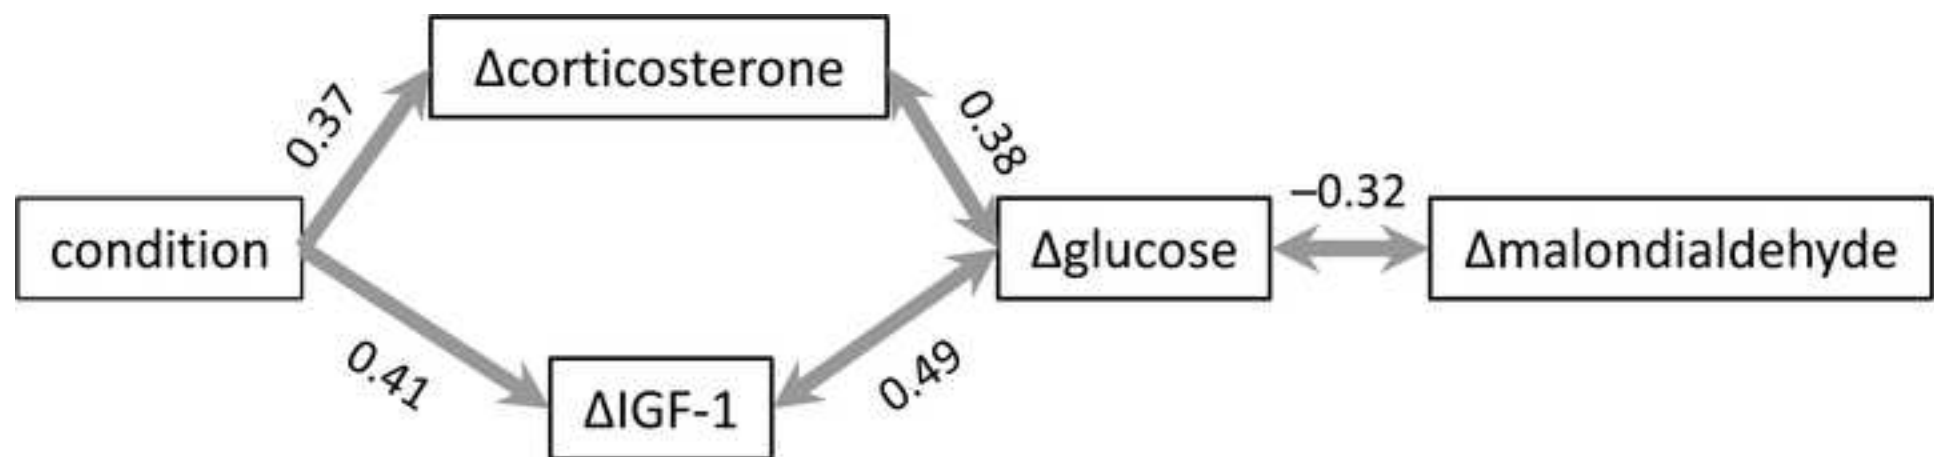 Δcorticosterone
0.37
0.38
−0.32
condition
Δglucose
Δmalondialdehyde
0.41
0.49
ΔIGF-1